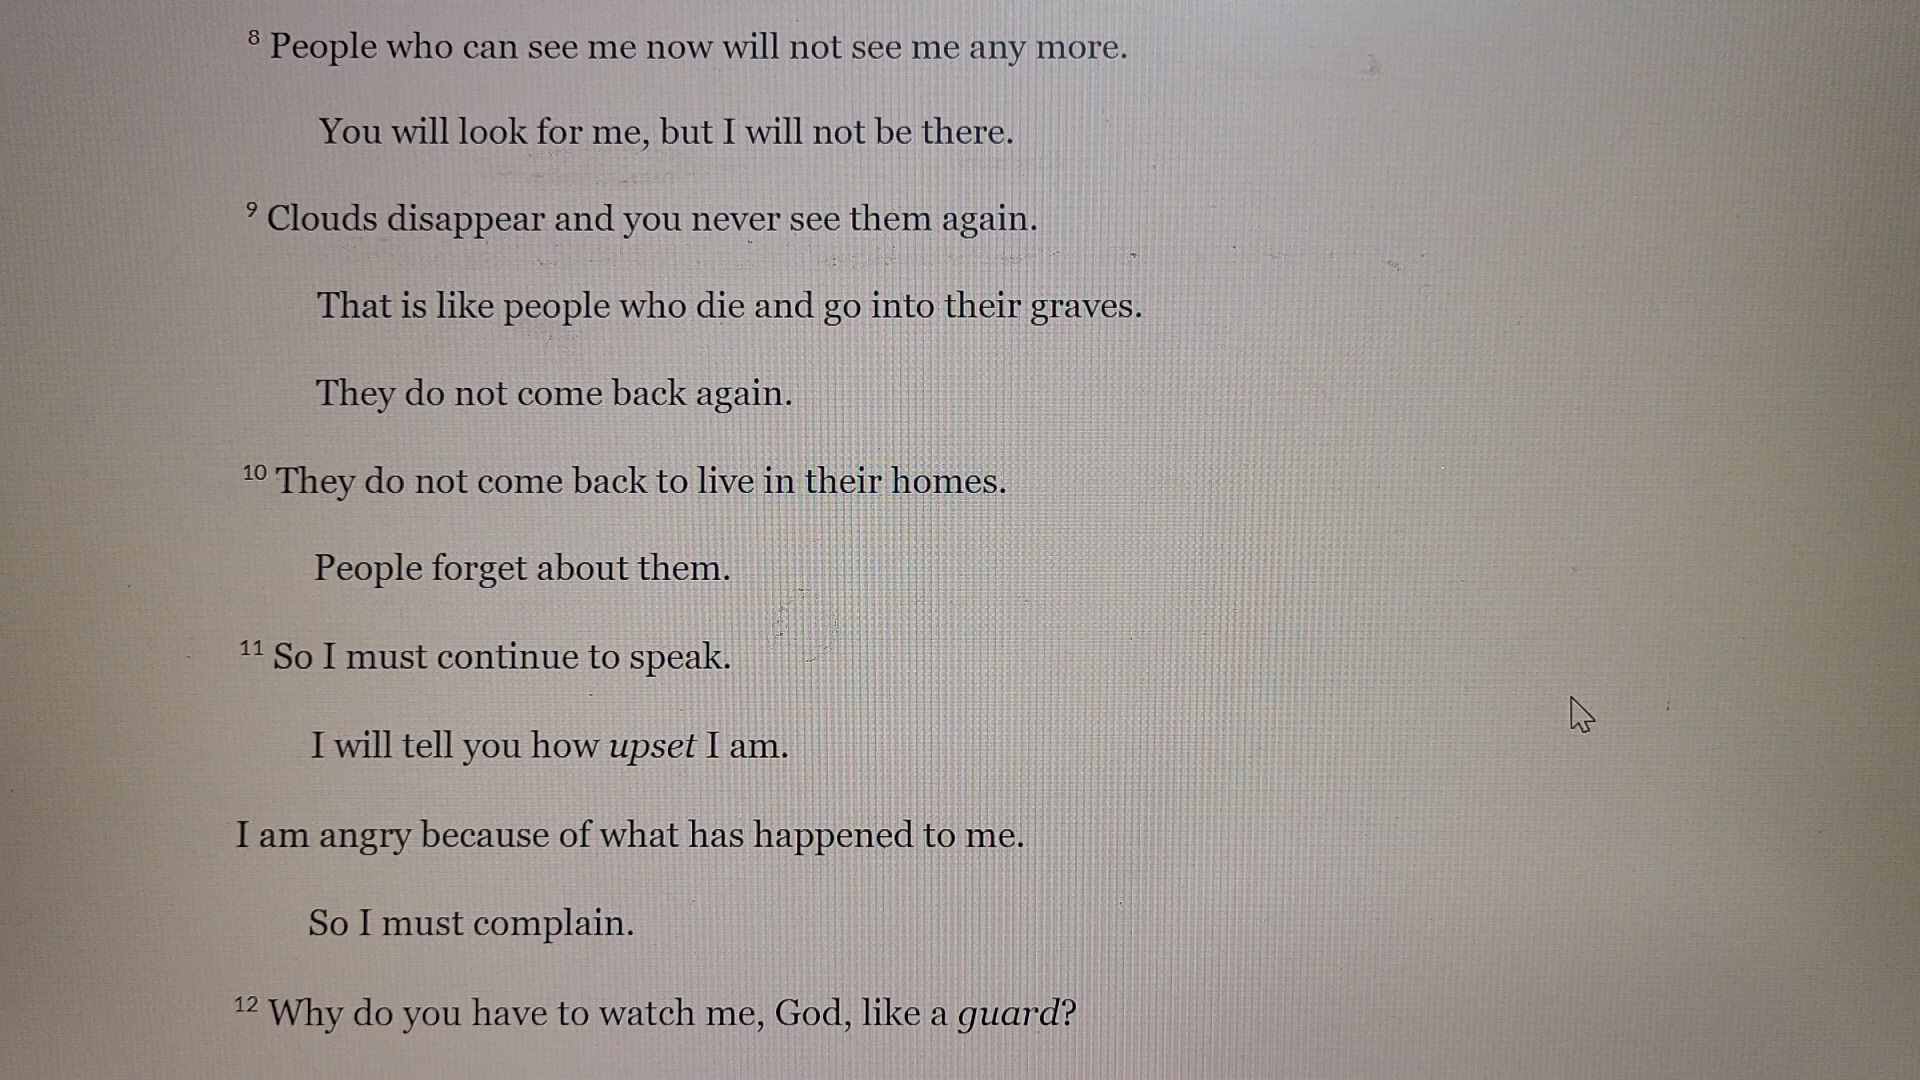 8 People who can see me now will not see me any more.
You will look for me, but I will not be there.
9 Clouds disappear and you never see them again.
That is like people who die and go into their graves.
They do not come back again.
10 They do not come back to live in their homes.
People forget about them.
11 So I must continue to speak.
I will tell you how upset I am.
I am angry because of what has happened to me.
So I must complain.
12 Why do you have to watch me, God, like a guard?